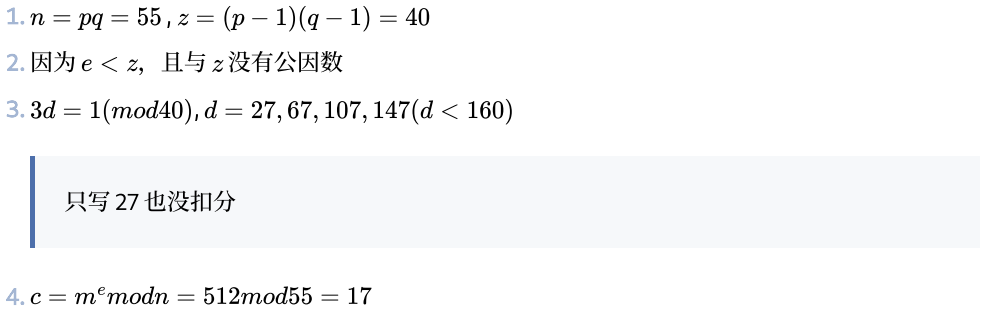 1. n = pq = 55 , z = (p − 1)(q − 1) = 40
2. 因为 e < z，且与 z 没有公因数
3. 3d = 1(mod40), d = 27, 67, 107, 147(d < 160)
只写 27 也没扣分
4. c = mᵉmodn = 512mod55 = 17